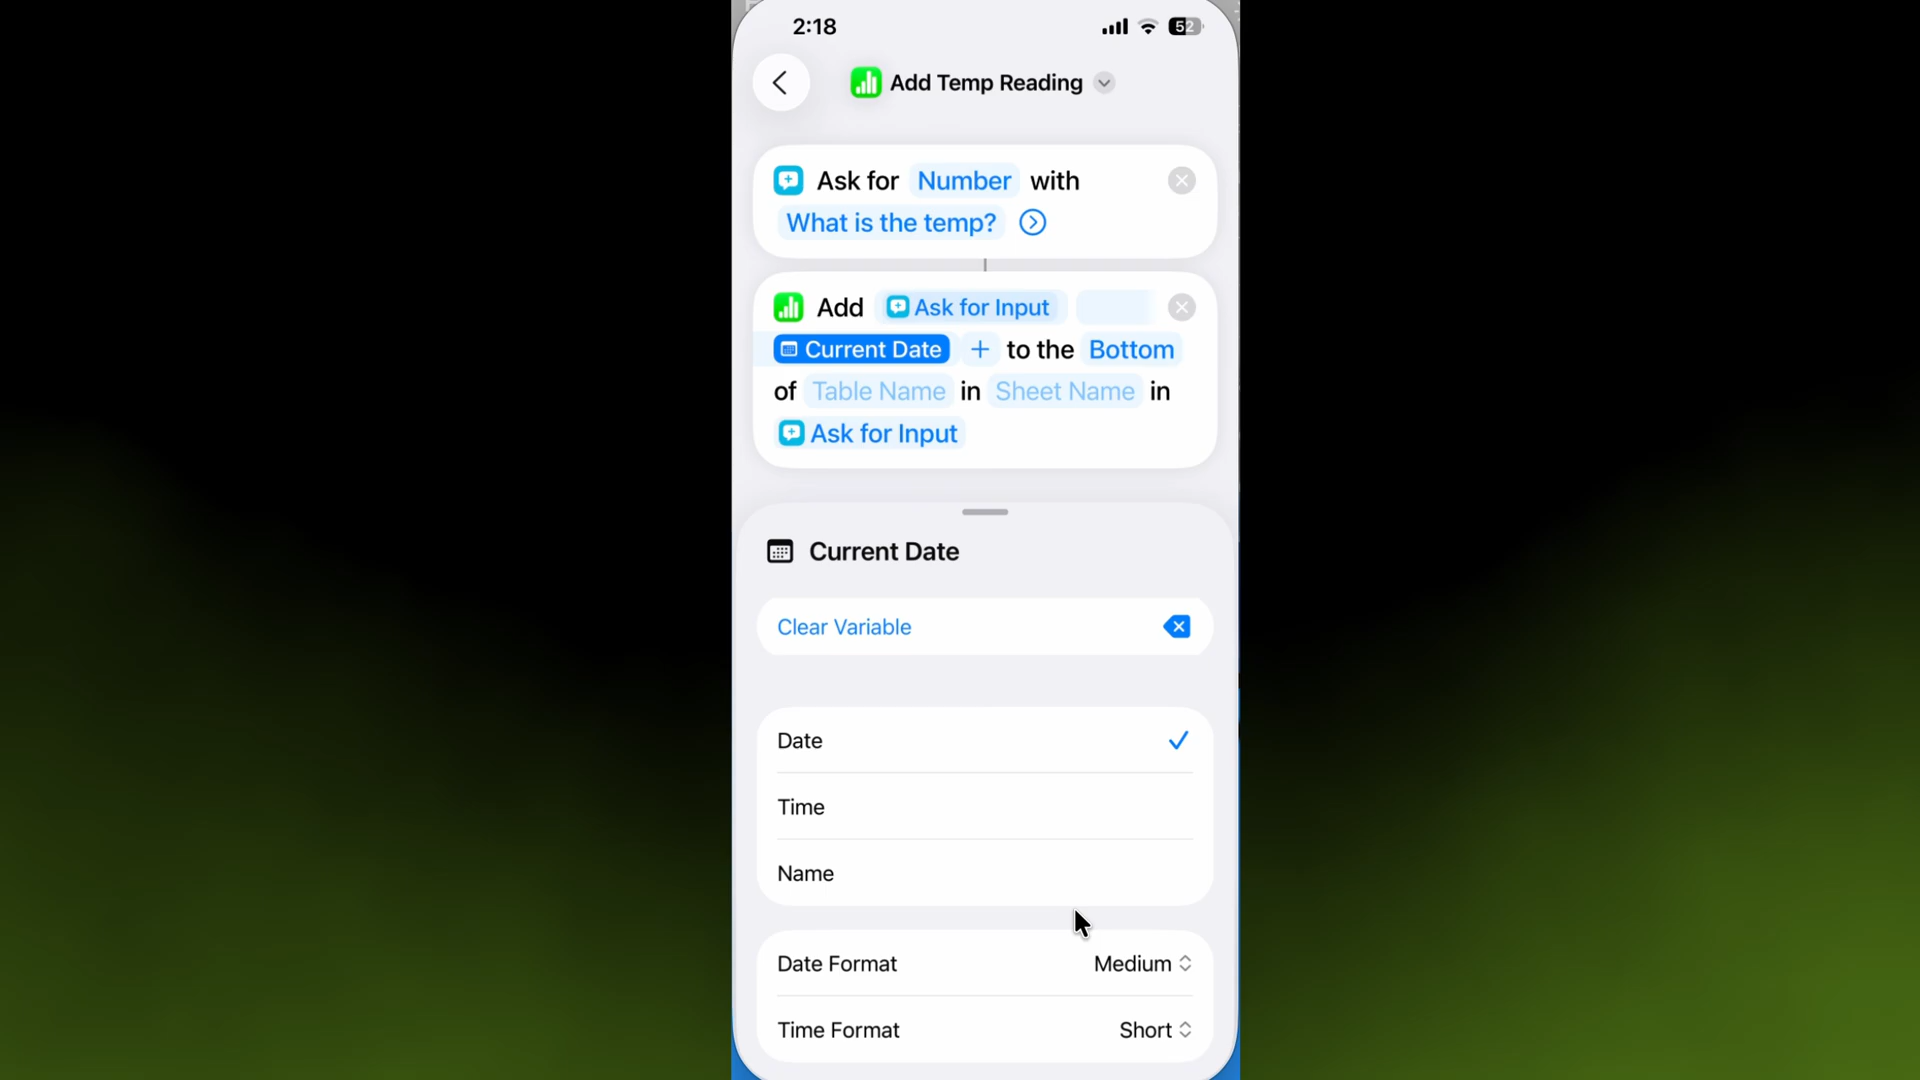 2:18
52
Add Temp Reading
Ask for Number with
What is the temp?
Add Ask for Input
Current Date + to the Bottom
of Table Name in Sheet Name in
Ask for Input
Current Date
Clear Variable
Date
Time
Name
Date Format Medium
Time Format Short